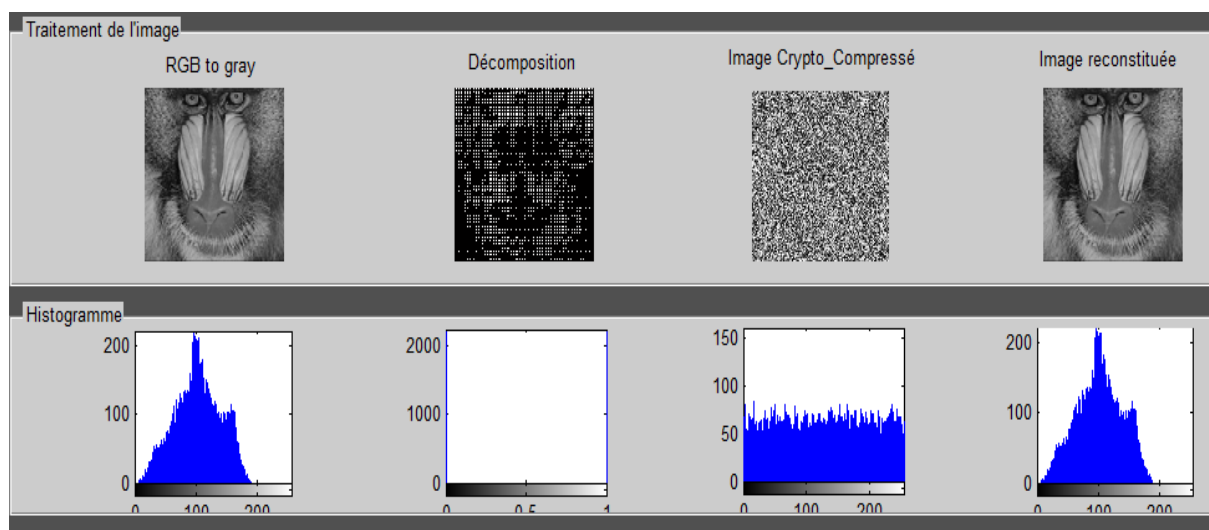 Traitement de l'image
RGB to gray
Décomposition
Image Crypto_Compressé
Image reconstituée
Histogramme
200
100
0
0 100 200
2000
1000
0
0 0.5 1
150
100
50
0
0 100 200
200
100
0
0 100 200